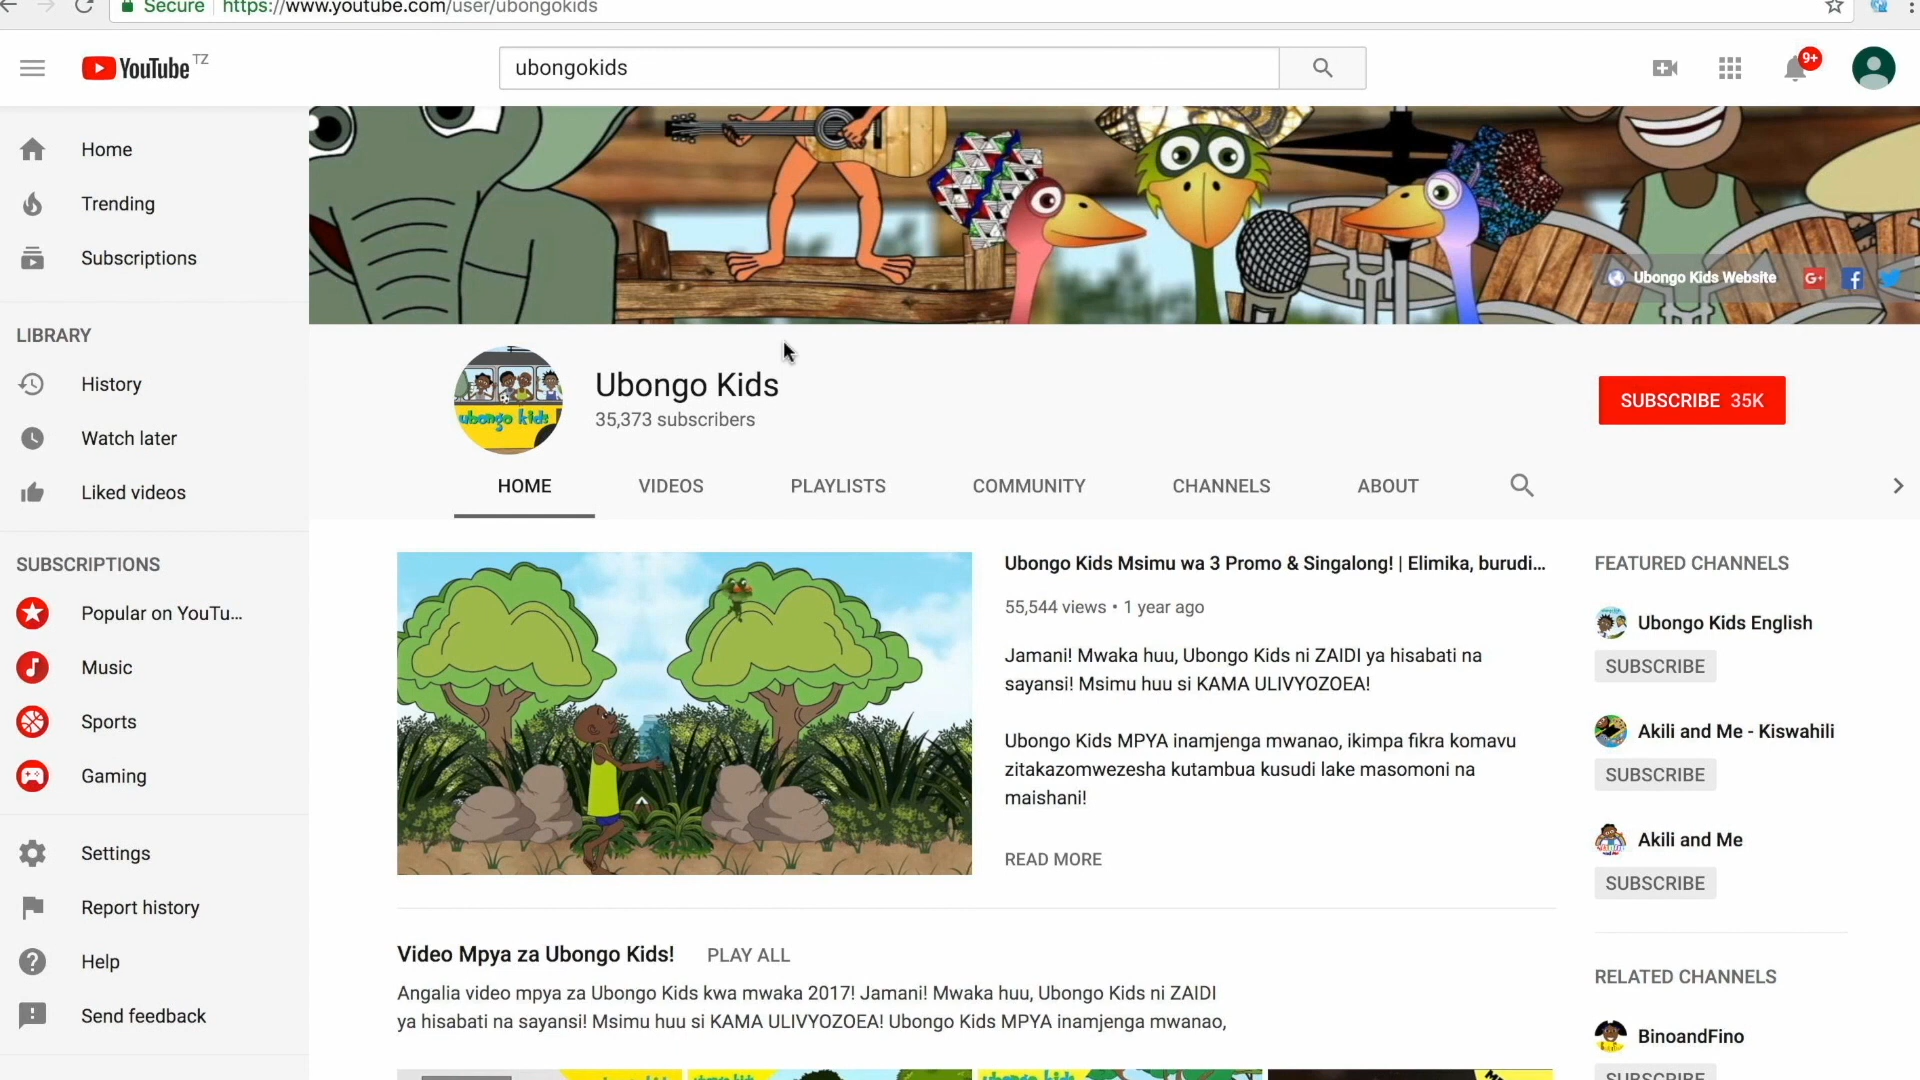 Secure https://www.youtube.com/user/ubongokids
YouTube TZ
ubongokids
9+
Home
Trending
Subscriptions
LIBRARY
History
Watch later
Liked videos
SUBSCRIPTIONS
Popular on YouTu...
Music
Sports
Gaming
Settings
Report history
Help
Send feedback
Ubongo Kids Website
G+ f
ubongo kids
Ubongo Kids
35,373 subscribers
SUBSCRIBE 35K
HOME VIDEOS PLAYLISTS COMMUNITY CHANNELS ABOUT
Ubongo Kids Msimu wa 3 Promo & Singalong! | Elimika, burudi...
55,544 views • 1 year ago
Jamani! Mwaka huu, Ubongo Kids ni ZAIDI ya hisabati na
sayansi! Msimu huu si KAMA ULIVYOZOEA!
Ubongo Kids MPYA inamjenga mwanao, ikimpa fikra komavu
zitakazomwezesha kutambua kusudi lake masomoni na
maishani!
READ MORE
Video Mpya za Ubongo Kids! PLAY ALL
Angalia video mpya za Ubongo Kids kwa mwaka 2017! Jamani! Mwaka huu, Ubongo Kids ni ZAIDI
ya hisabati na sayansi! Msimu huu si KAMA ULIVYOZOEA! Ubongo Kids MPYA inamjenga mwanao,
FEATURED CHANNELS
Ubongo Kids English
SUBSCRIBE
Akili and Me - Kiswahili
SUBSCRIBE
Akili and Me
SUBSCRIBE
RELATED CHANNELS
BinoandFino
SUBSCRIBE